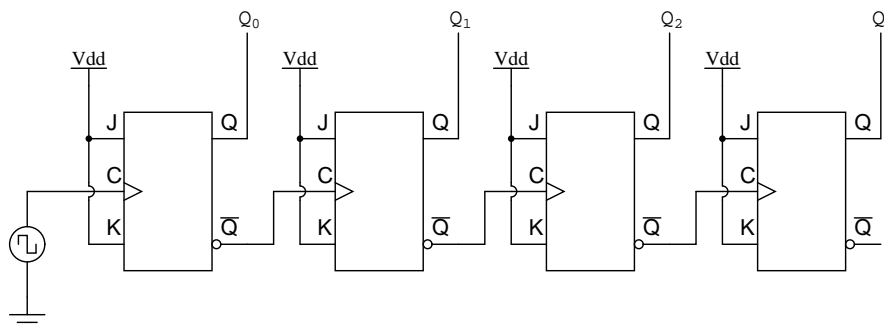 Q₀ Q₁ Q₂ Q
Vdd Vdd Vdd Vdd
J Q J Q J Q J Q
C C C C
K Q̅ K Q̅ K Q̅ K Q̅